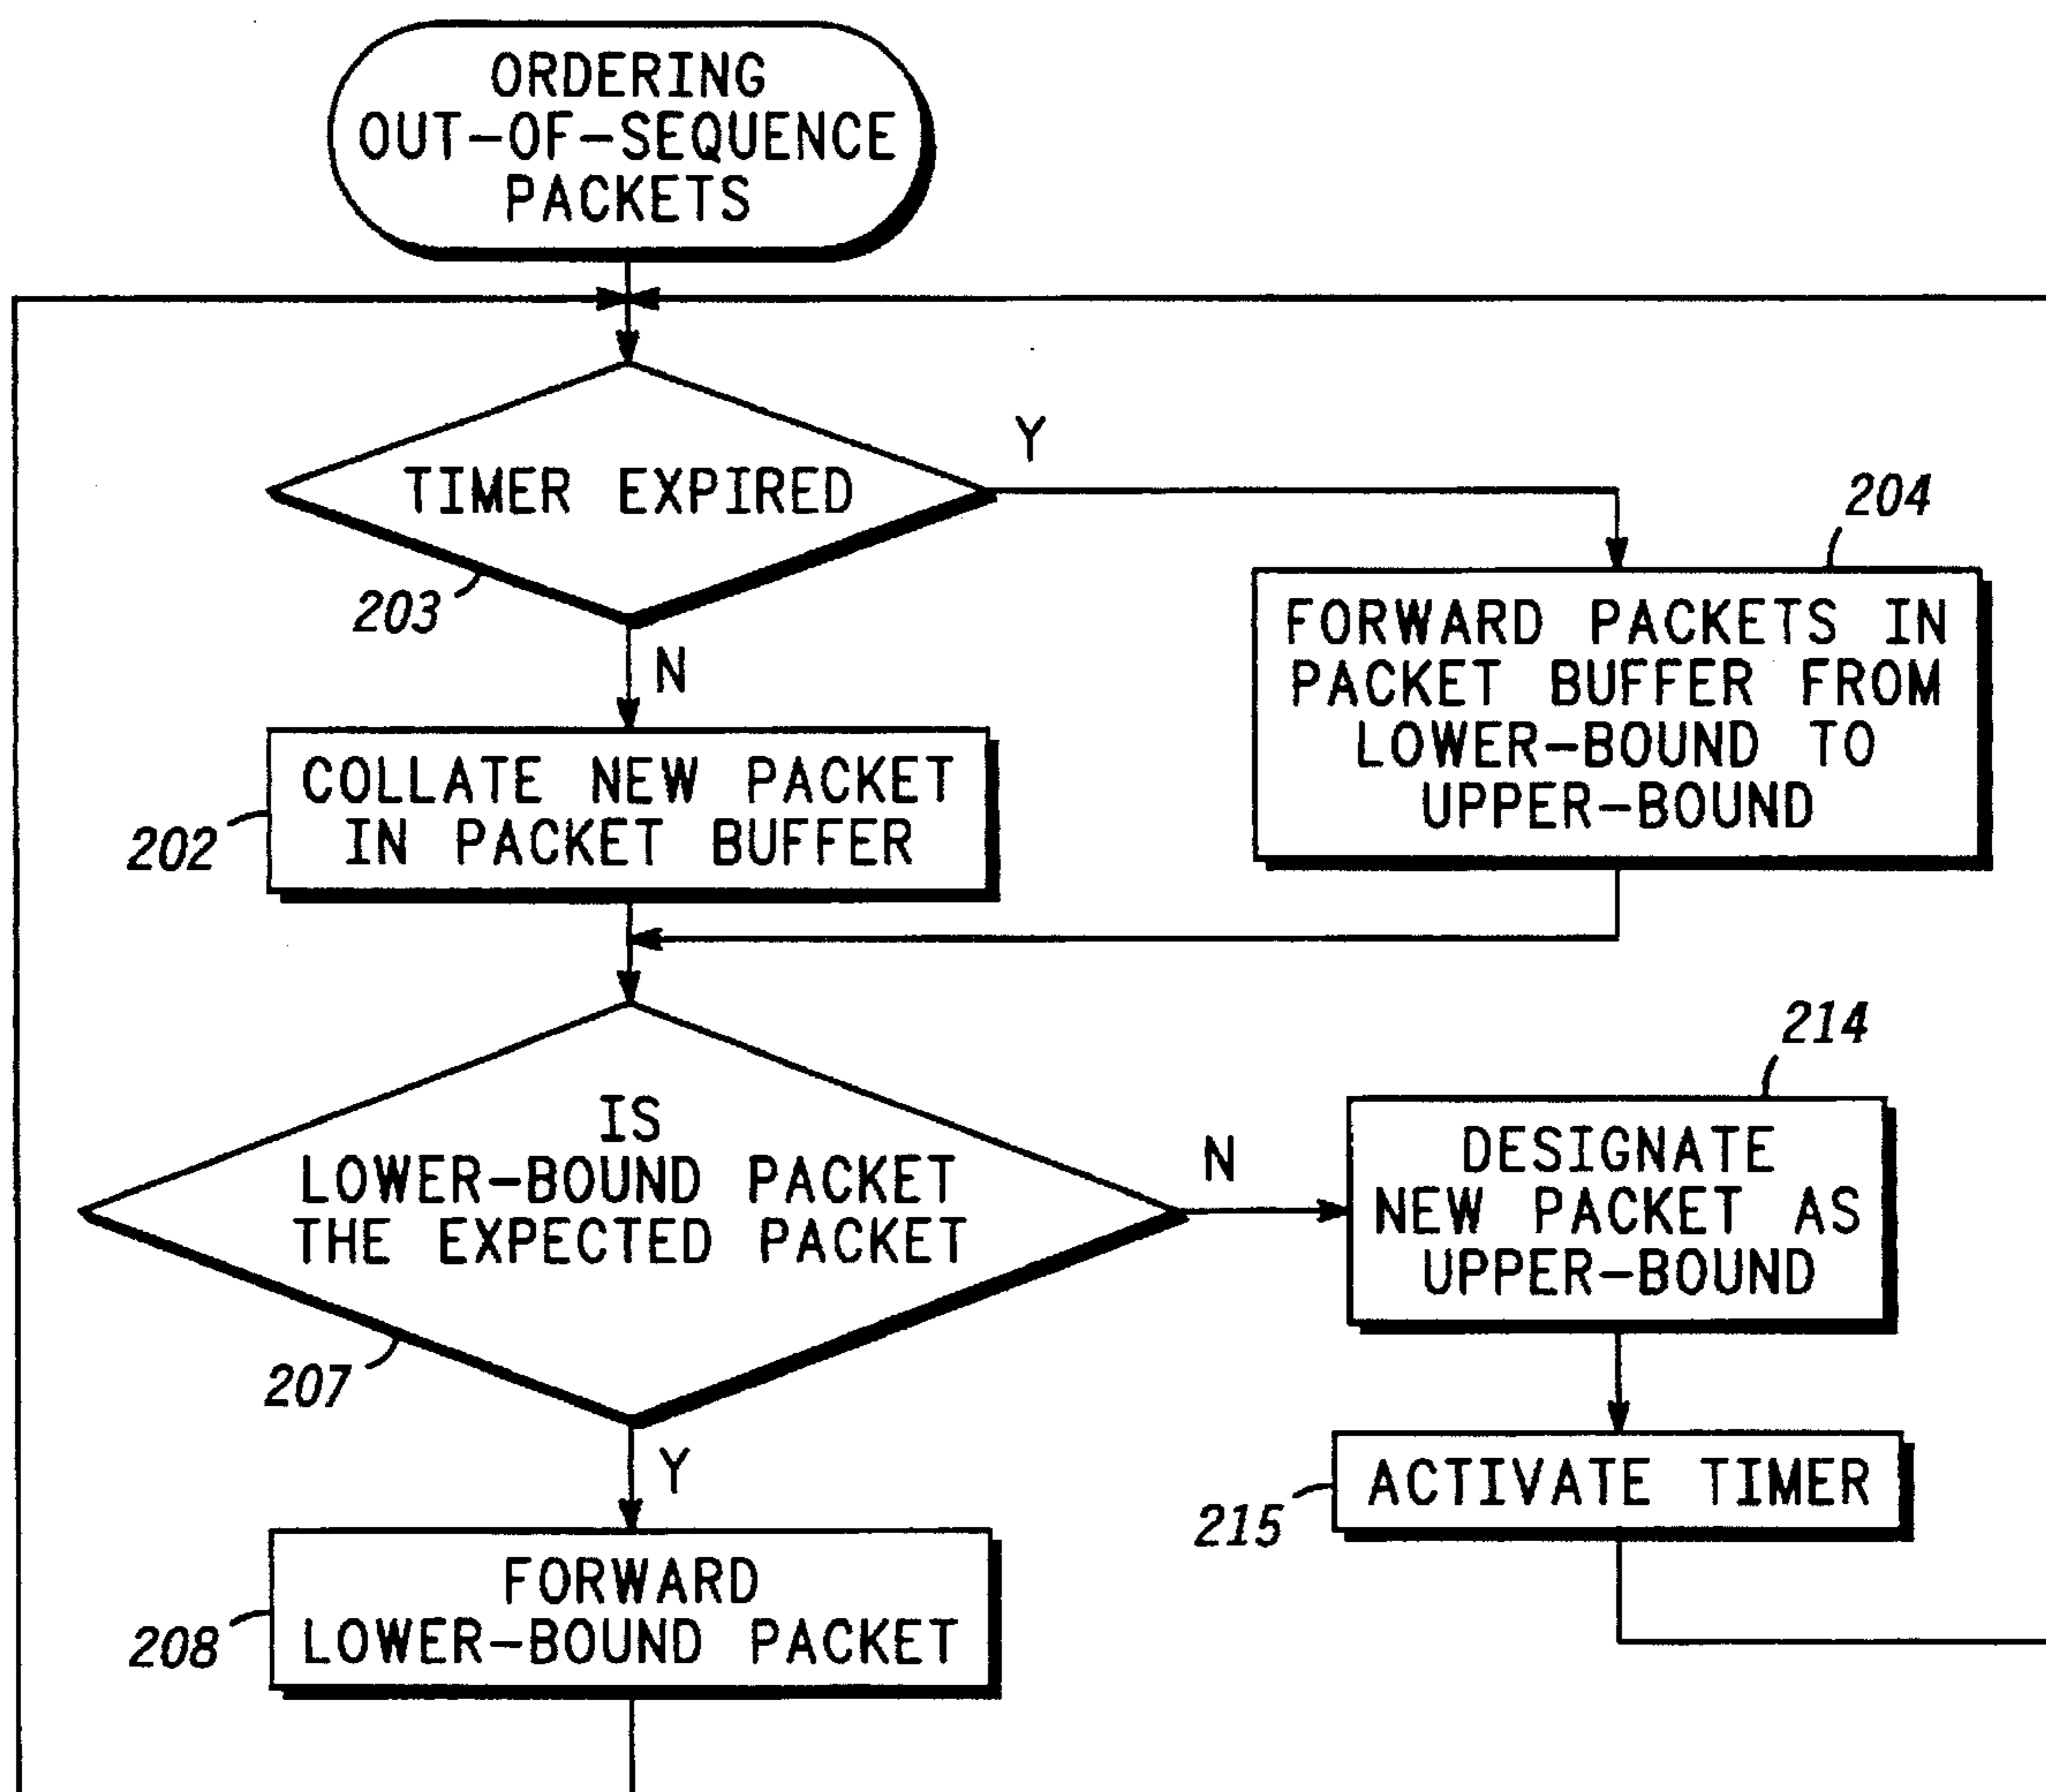 ORDERING
OUT-OF-SEQUENCE
PACKETS
TIMER EXPIRED
Y
203
N
204
FORWARD PACKETS IN
PACKET BUFFER FROM
LOWER-BOUND TO
UPPER-BOUND
COLLATE NEW PACKET
IN PACKET BUFFER
202
IS
LOWER-BOUND PACKET
THE EXPECTED PACKET
N
207
Y
214
DESIGNATE
NEW PACKET AS
UPPER-BOUND
ACTIVATE TIMER
215
FORWARD
LOWER-BOUND PACKET
208